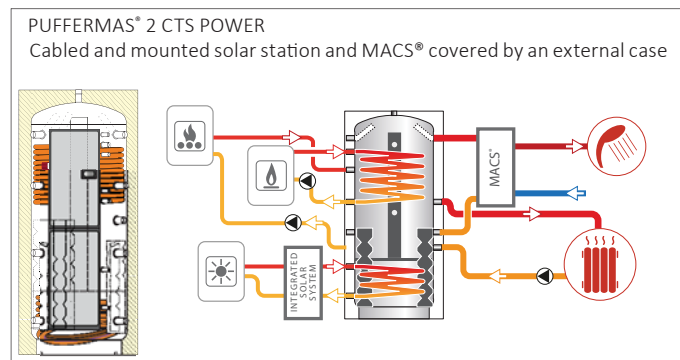 PUFFERMAS® 2 CTS POWER
Cabled and mounted solar station and MACS® covered by an external case
MACS®
INTEGRATED
SOLAR
SYSTEM